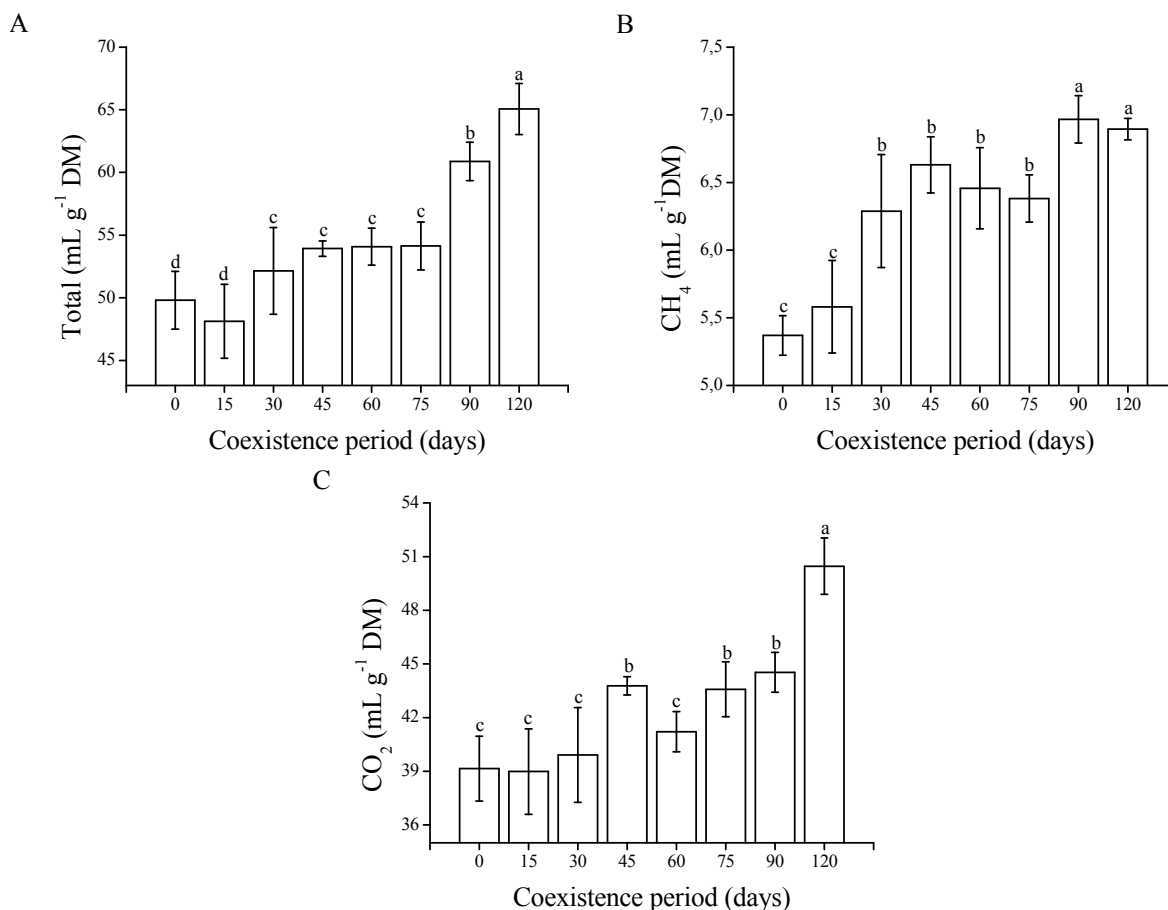 A
Total (mL g⁻¹ DM)
70
65
60
55
50
45
d
d
c
c
c
c
b
a
0 15 30 45 60 75 90 120
Coexistence period (days)
B
CH₄ (mL g⁻¹DM)
7,5
7,0
6,5
6,0
5,5
5,0
c
c
b
b
b
b
a
a
0 15 30 45 60 75 90 120
Coexistence period (days)
C
CO₂ (mL g⁻¹ DM)
54
51
48
45
42
39
36
c
c
c
b
c
b
b
a
0 15 30 45 60 75 90 120
Coexistence period (days)